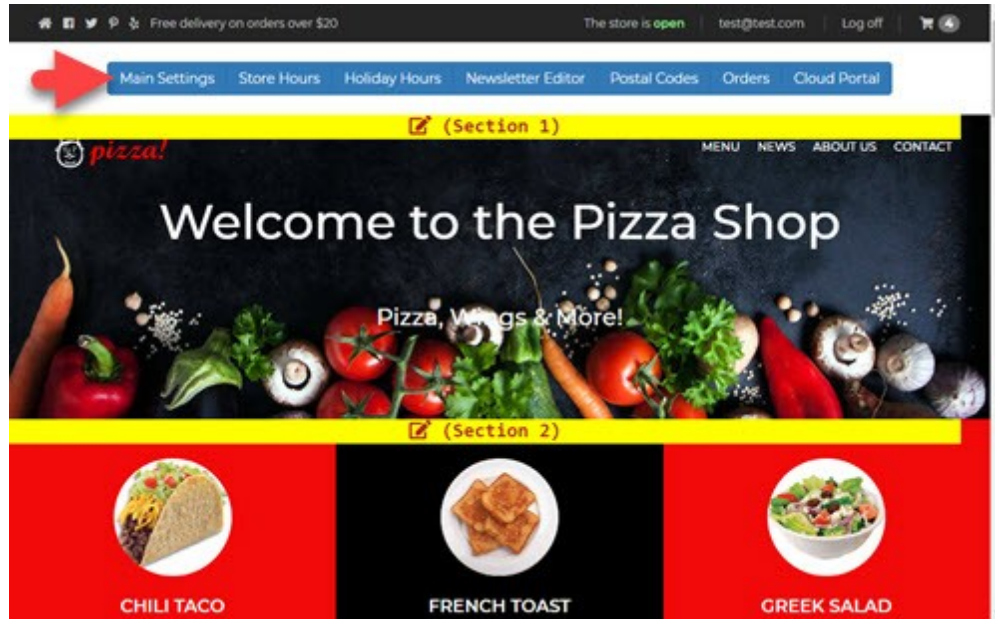 Free delivery on orders over $20 The store is open test@test.com Log off 4
Main Settings Store Hours Holiday Hours Newsletter Editor Postal Codes Orders Cloud Portal
(Section 1)
pizza! MENU NEWS ABOUT US CONTACT
Welcome to the Pizza Shop
Pizza, Wings & More!
(Section 2)
CHILI TACO FRENCH TOAST GREEK SALAD